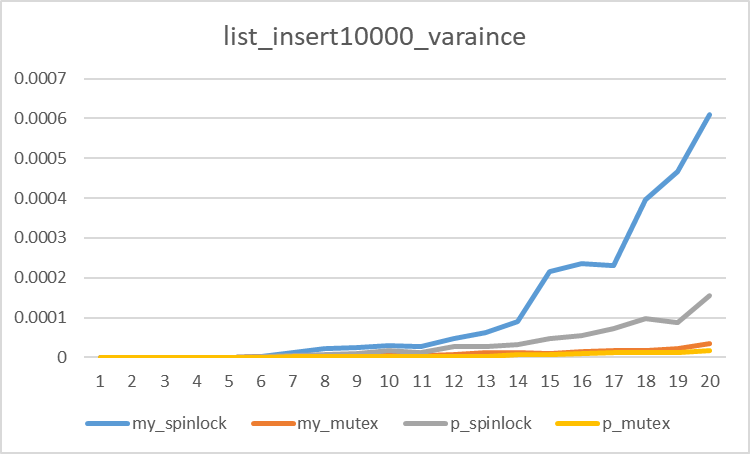 list_insert10000_varaince
0.0007
0.0006
0.0005
0.0004
0.0003
0.0002
0.0001
0
1 2 3 4 5 6 7 8 9 10 11 12 13 14 15 16 17 18 19 20
my_spinlock my_mutex p_spinlock p_mutex